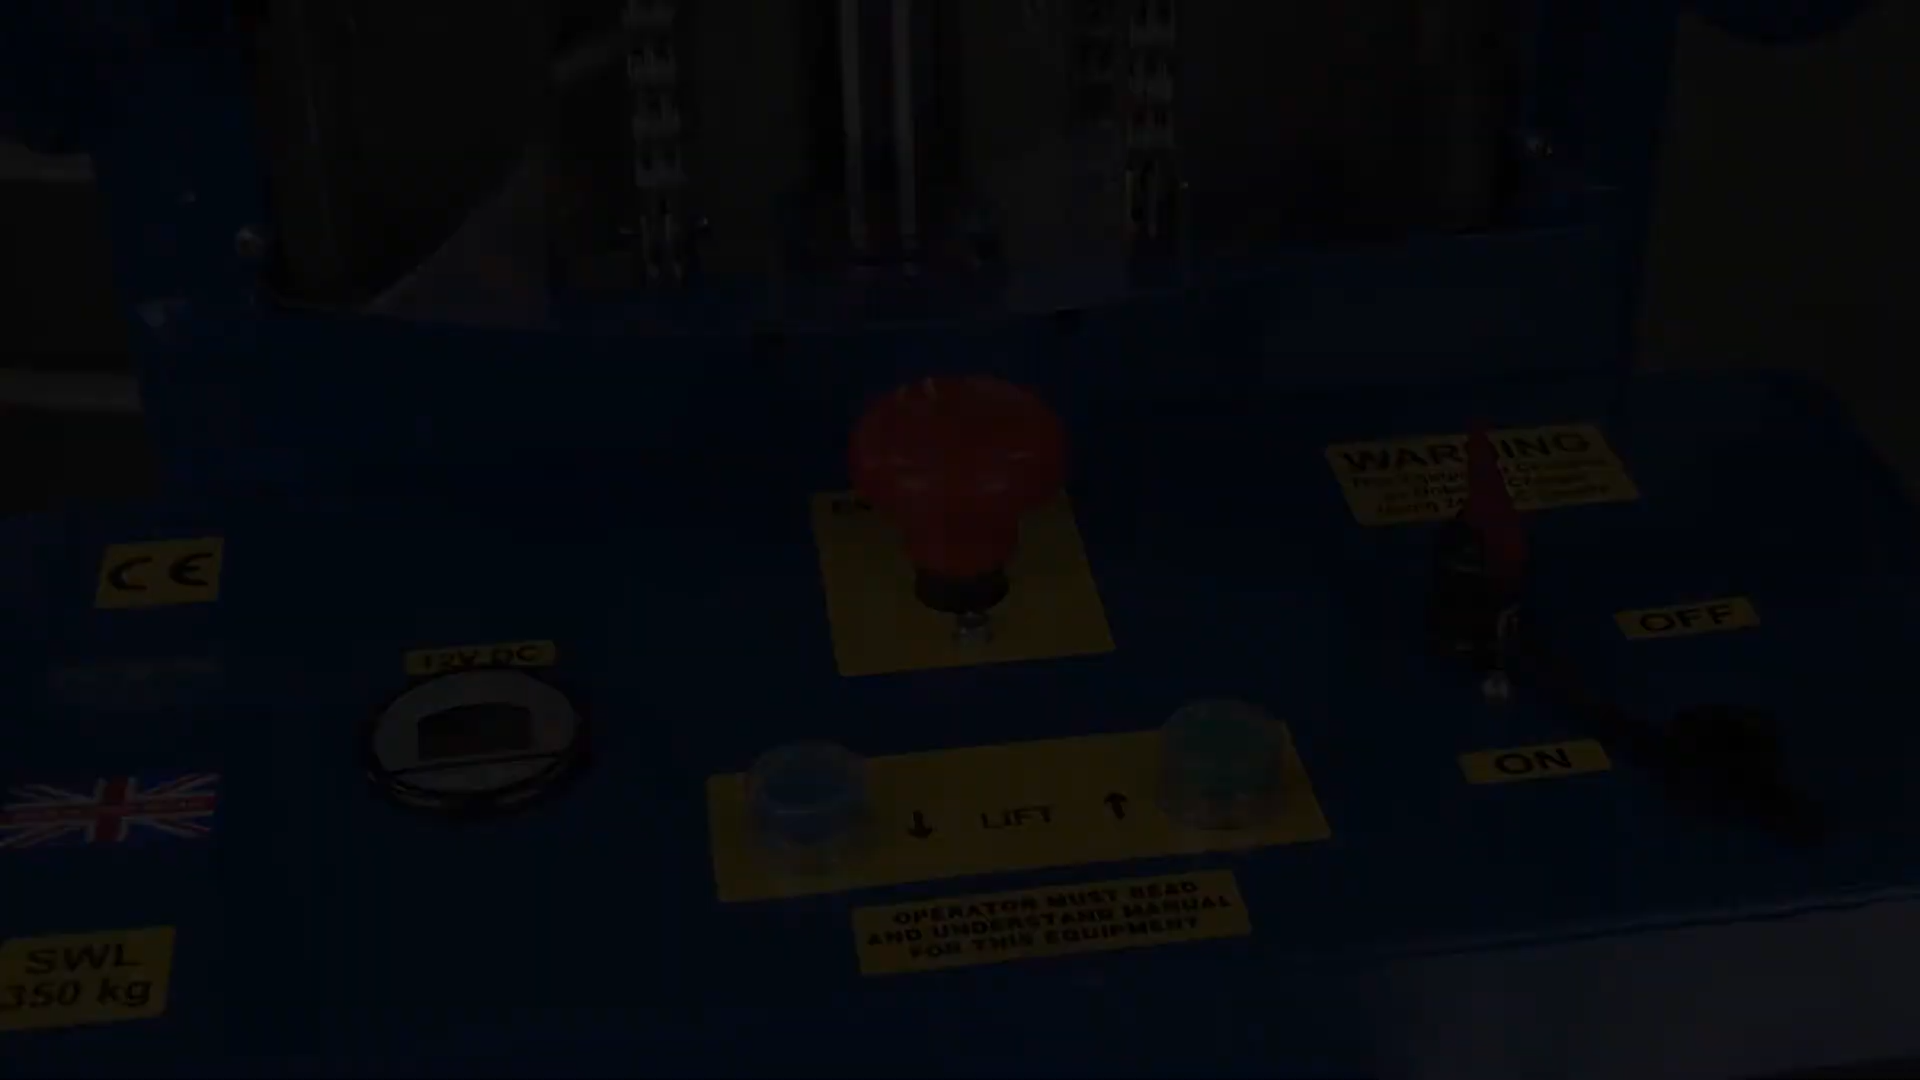 WARNING
CE
OFF
12V DC
ON
LIFT
OPERATOR MUST READ
AND UNDERSTAND MANUAL
FOR THIS EQUIPMENT
SWL
350 kg